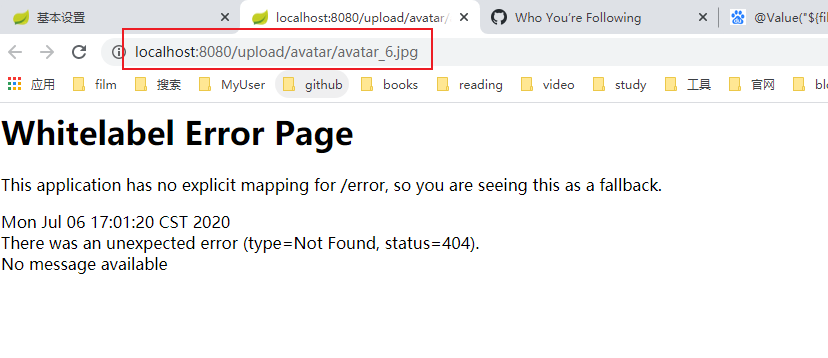 基本设置
localhost:8080/upload/avatar/
Who You're Following
@Value("${fil
localhost:8080/upload/avatar/avatar_6.jpg
应用 film 搜索 MyUser github books reading video study 工具 官网 blo
Whitelabel Error Page
This application has no explicit mapping for /error, so you are seeing this as a fallback.
Mon Jul 06 17:01:20 CST 2020
There was an unexpected error (type=Not Found, status=404).
No message available